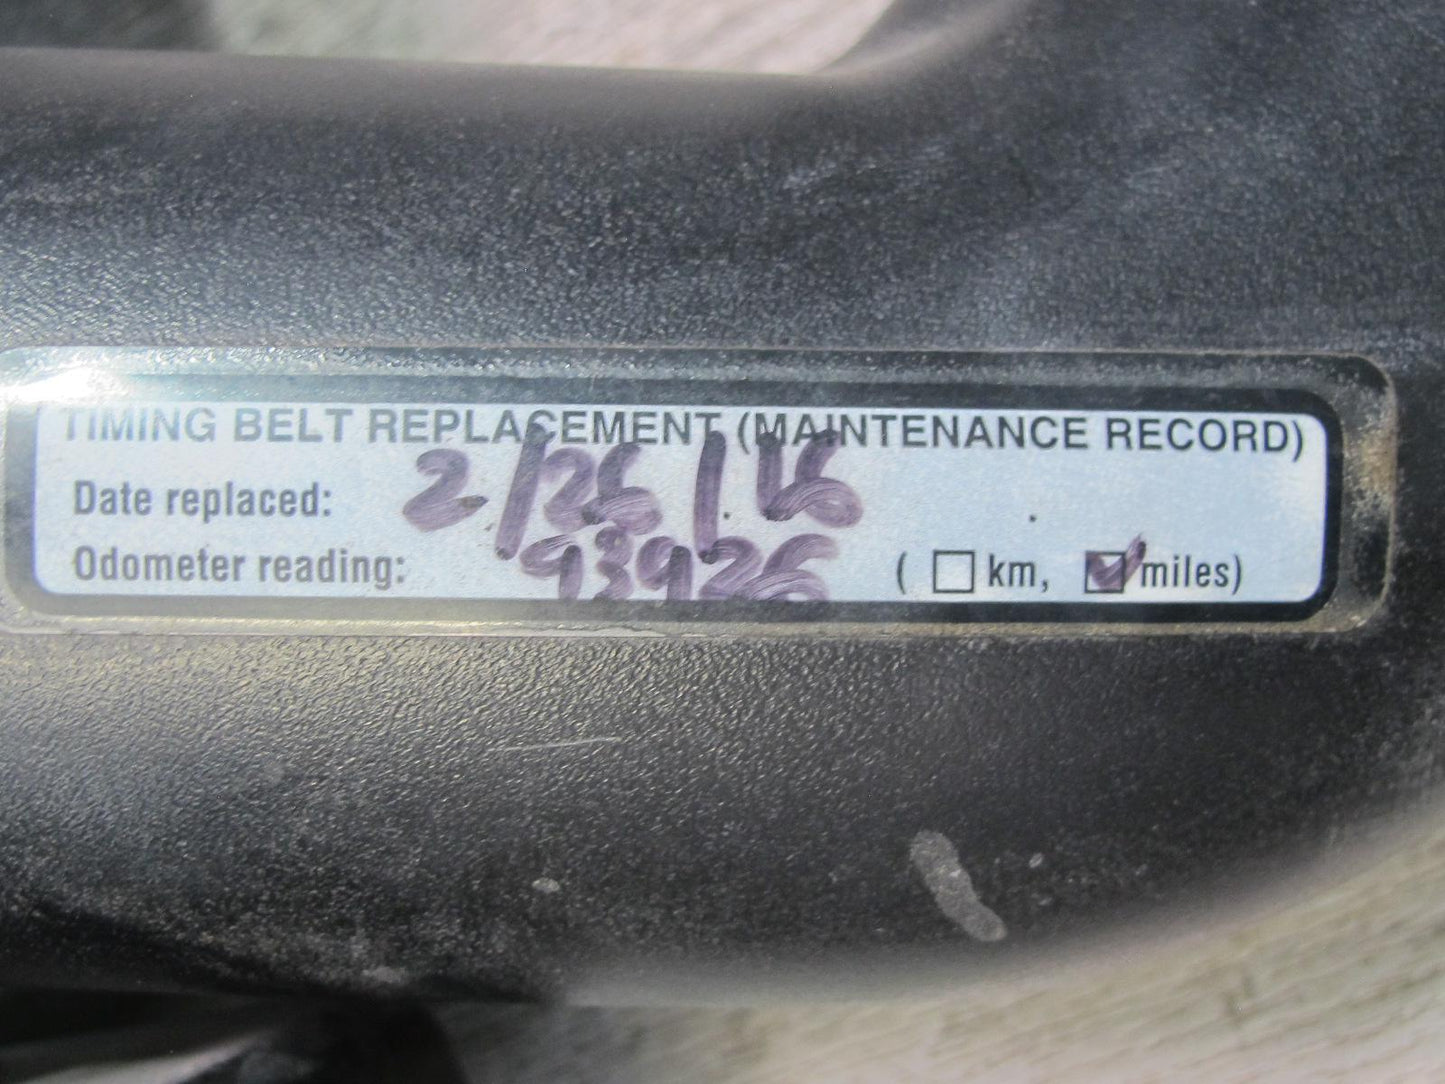 TIMING BELT REPLACEMENT (MAINTENANCE RECORD)
Date replaced: 2/26/16
Odometer reading: 93926 ( km, miles)